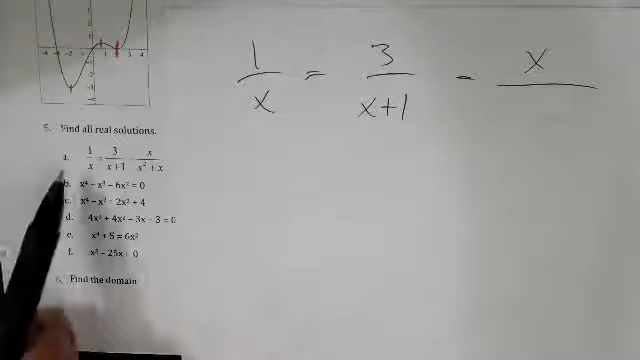 1/x = 3/(x+1) - x/
5. Find all real solutions.
a. 1/x = 3/(x+1) - x/(x² + x)
b. x⁴ − x³ − 6x² = 0
c. x⁴ − x² = 2x² + 4
d. 4x³ + 4x² − 3x − 3 = 0
e. x⁴ + 5 = 6x²
f. x³ − 25x = 0
6. Find the domain